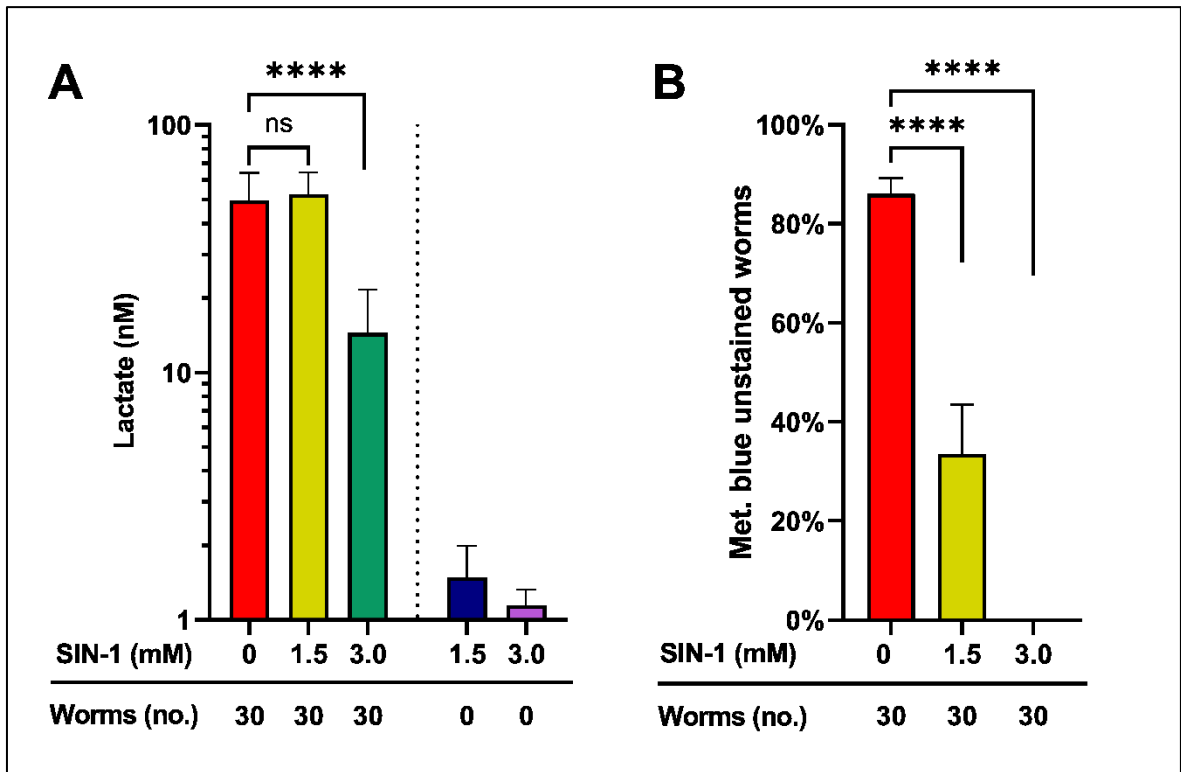 A
****
ns
100
10
1
Lactate (nM)
SIN-1 (mM) 0 1.5 3.0 1.5 3.0
Worms (no.) 30 30 30 0 0
B
****
****
100%
80%
60%
40%
20%
0%
Met. blue unstained worms
SIN-1 (mM) 0 1.5 3.0
Worms (no.) 30 30 30